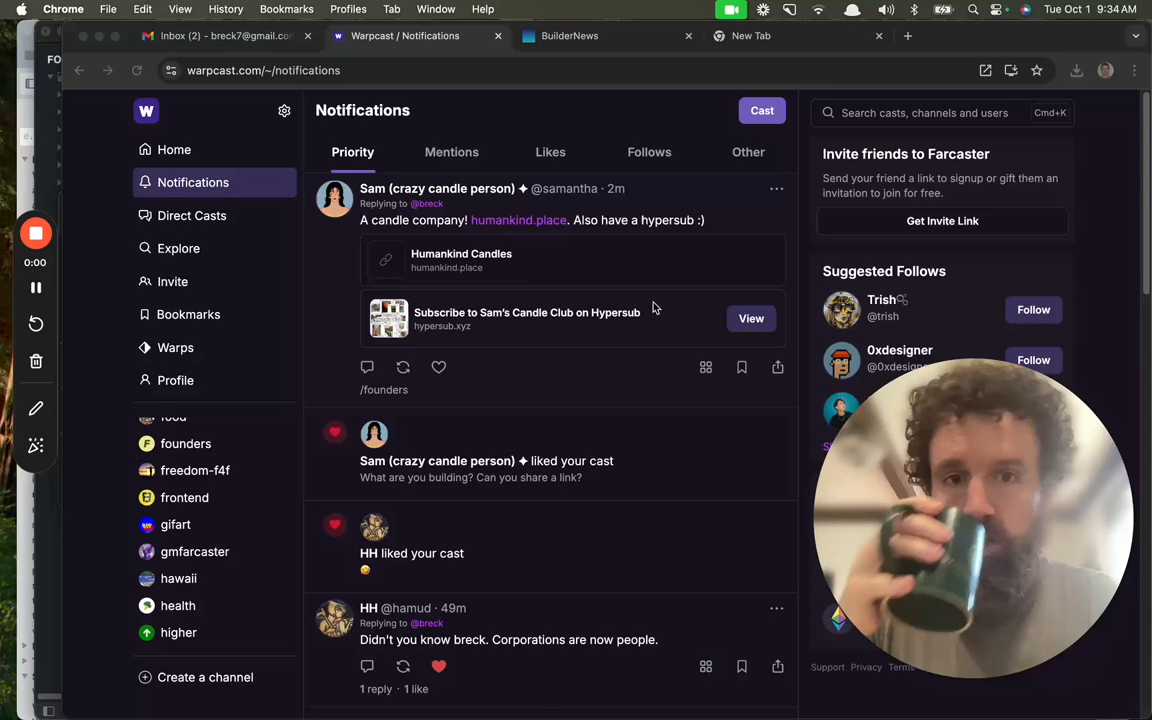 Chrome File Edit View History Bookmarks Profiles Tab Window Help
Tue Oct 1 9:34 AM
Inbox (2) - breck7@gmail.con
Warpcast / Notifications
BuilderNews
New Tab
warpcast.com/~/notifications
FO
0:00
W
Home
Notifications
Direct Casts
Explore
Invite
Bookmarks
Warps
Profile
food
founders
freedom-f4f
frontend
gifart
gmfarcaster
hawaii
health
higher
Create a channel
Notifications
Cast
Priority
Mentions
Likes
Follows
Other
Sam (crazy candle person) ✦ @samantha · 2m
Replying to @breck
A candle company! humankind.place. Also have a hypersub :)
Humankind Candles
humankind.place
Subscribe to Sam’s Candle Club on Hypersub
hypersub.xyz
View
/founders
Sam (crazy candle person) ✦ liked your cast
What are you building? Can you share a link?
HH liked your cast
🤣
HH @hamud · 49m
Replying to @breck
Didn't you know breck. Corporations are now people.
1 reply · 1 like
Search casts, channels and users
Cmd+K
Invite friends to Farcaster
Send your friend a link to signup or gift them an
invitation to join for free.
Get Invite Link
Suggested Follows
Trish
@trish
Follow
0xdesigner
@0xdesigner
Follow
Support Privacy Terms